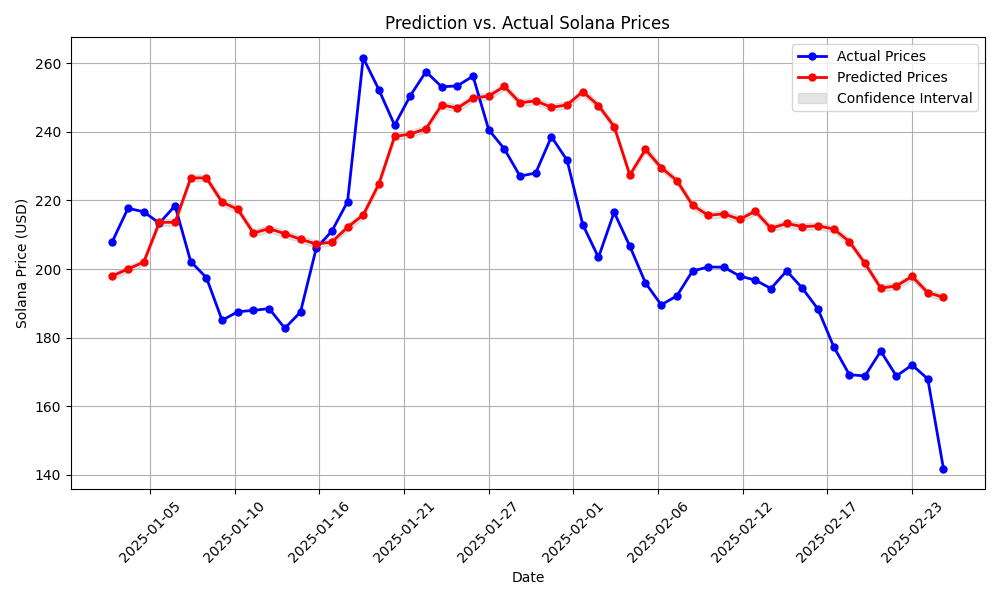 Prediction vs. Actual Solana Prices
Actual Prices
Predicted Prices
Confidence Interval
Solana Price (USD)
260
240
220
200
180
160
140
2025-01-05
2025-01-10
2025-01-16
2025-01-21
2025-01-27
2025-02-01
2025-02-06
2025-02-12
2025-02-17
2025-02-23
Date